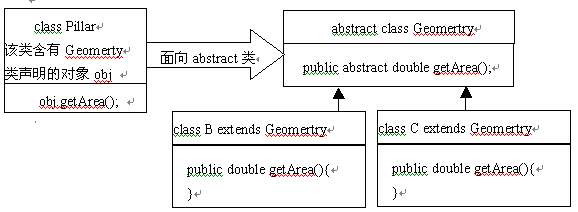 class Pillar
该类含有 Geomerty
类声明的对象 obj
obj.getArea();
面向 abstract 类
abstract class Geomertry
public abstract double getArea();
class B extends Geomertry
public double getArea(){
}
class C extends Geomertry
public double getArea(){
}